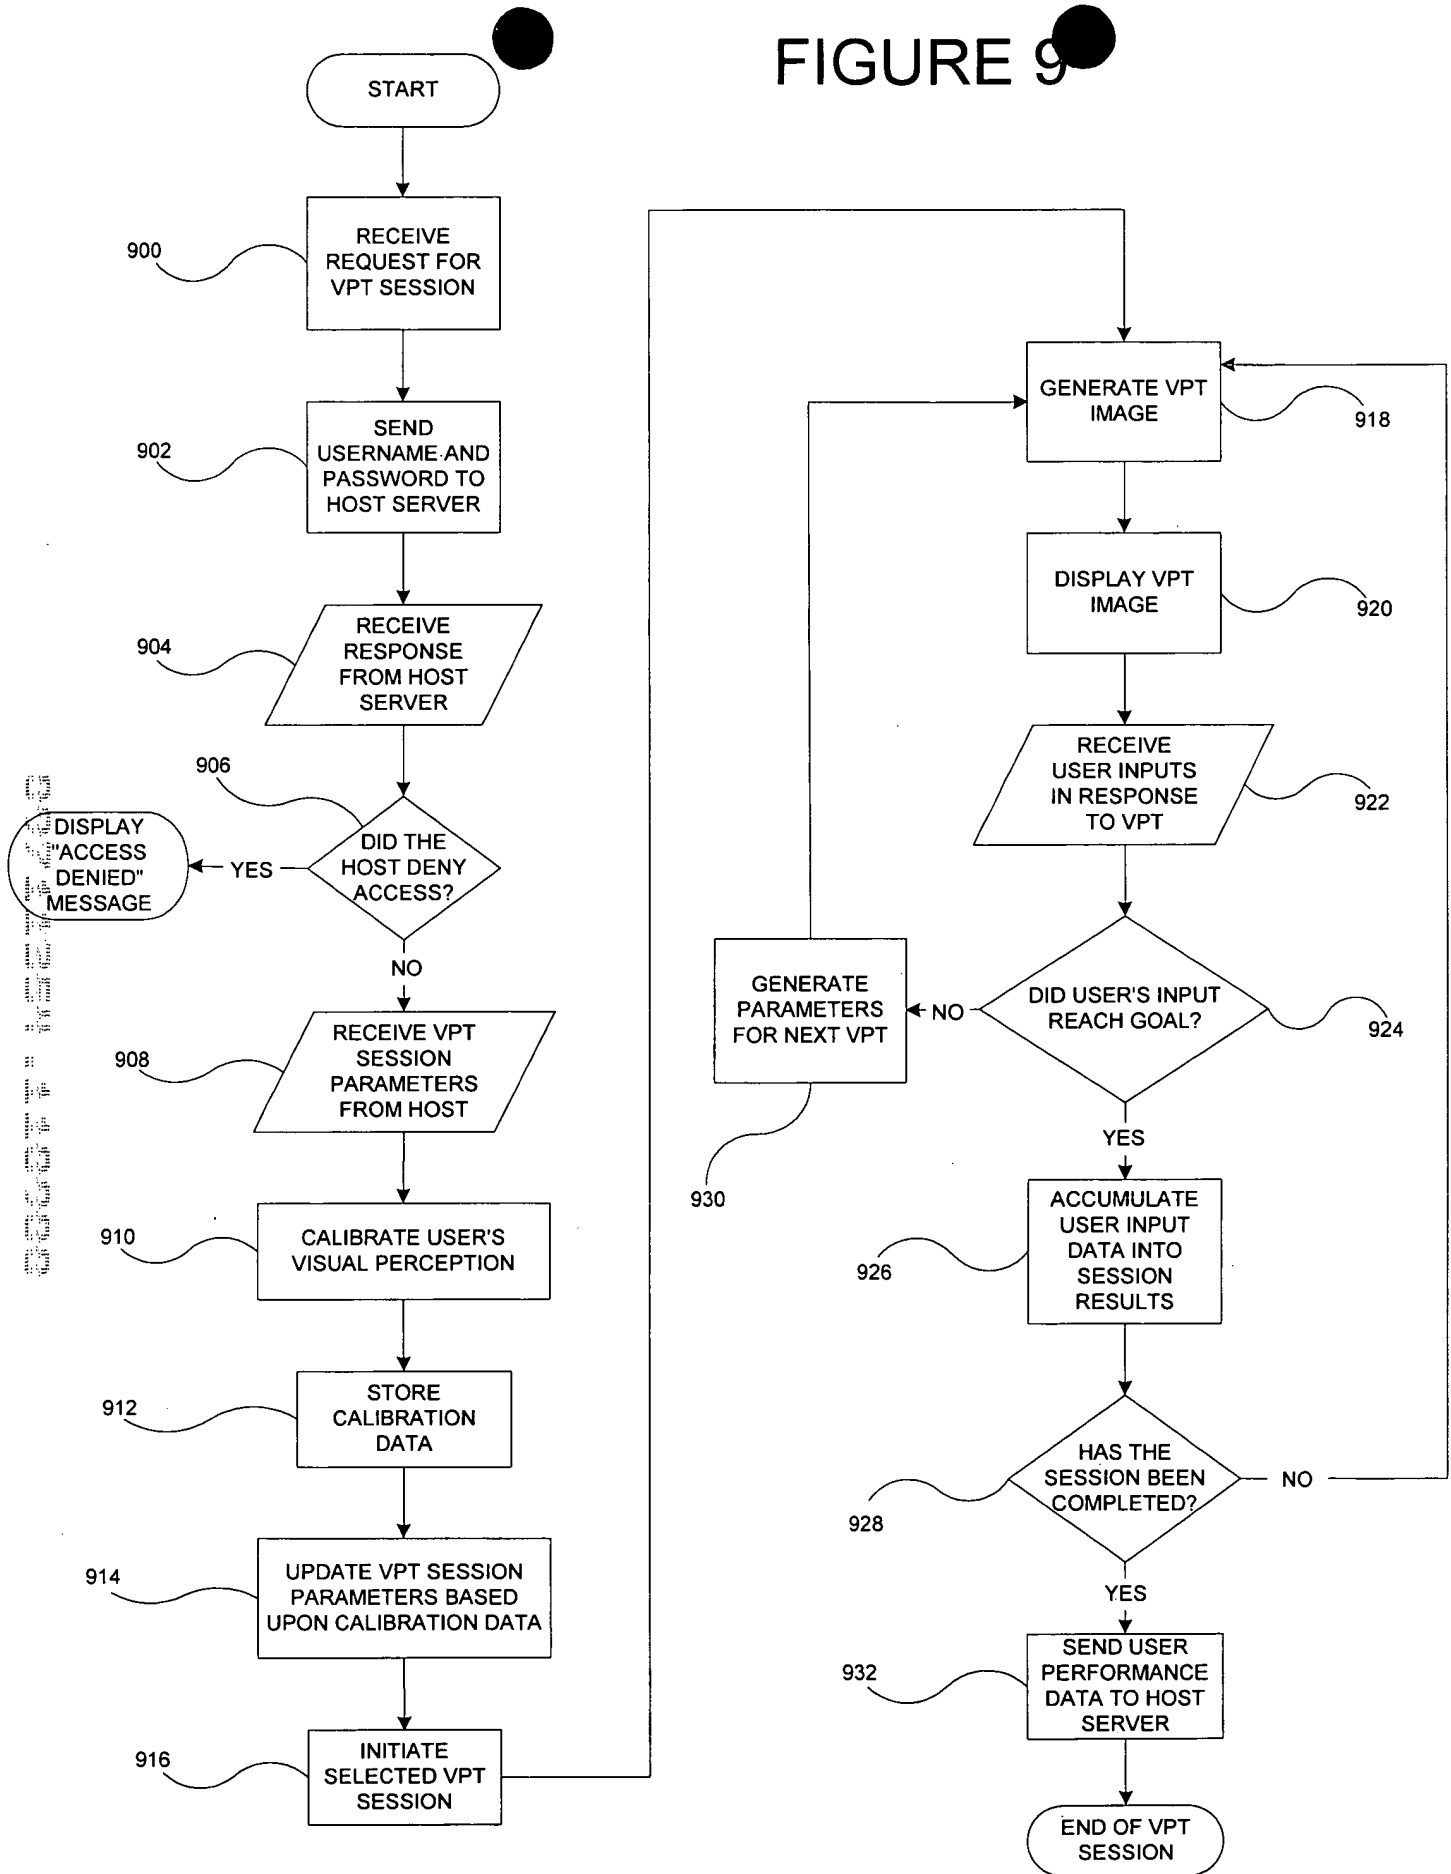 FIGURE 9
START
900
RECEIVE
REQUEST FOR
VPT SESSION
902
SEND
USERNAME AND
PASSWORD TO
HOST SERVER
904
RECEIVE
RESPONSE
FROM HOST
SERVER
906
DID THE
HOST DENY
ACCESS?
YES
DISPLAY
"ACCESS
DENIED"
MESSAGE
NO
908
RECEIVE VPT
SESSION
PARAMETERS
FROM HOST
910
CALIBRATE USER'S
VISUAL PERCEPTION
912
STORE
CALIBRATION
DATA
914
UPDATE VPT SESSION
PARAMETERS BASED
UPON CALIBRATION DATA
916
INITIATE
SELECTED VPT
SESSION
GENERATE VPT
IMAGE
918
DISPLAY VPT
IMAGE
920
RECEIVE
USER INPUTS
IN RESPONSE
TO VPT
922
DID USER'S INPUT
REACH GOAL?
924
NO
GENERATE
PARAMETERS
FOR NEXT VPT
930
YES
ACCUMULATE
USER INPUT
DATA INTO
SESSION
RESULTS
926
HAS THE
SESSION BEEN
COMPLETED?
928
NO
YES
SEND USER
PERFORMANCE
DATA TO HOST
SERVER
932
END OF VPT
SESSION